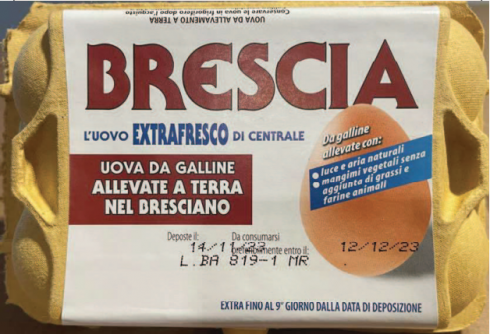 Conservare le uova in frigorifero dopo l'acquisto
UOVA DA ALLEVAMENTO A TERRA
BRESCIA
L'UOVO EXTRAFRESCO DI CENTRALE
Da galline
allevate con:
luce e aria naturali
mangimi vegetali senza
aggiunta di grassi e
farine animali
UOVA DA GALLINE
ALLEVATE A TERRA
NEL BRESCIANO
Deposte il: 14/11/23
Da consumarsi
preferibilmente entro il: 12/12/23
L.BA 819-1 MR
EXTRA FINO AL 9° GIORNO DALLA DATA DI DEPOSIZIONE